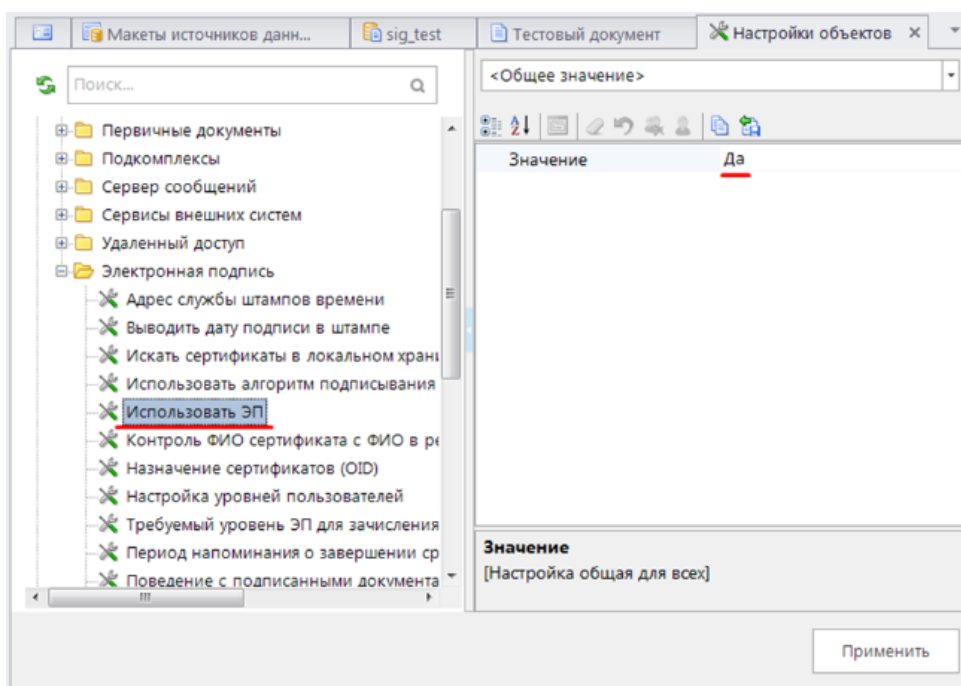 Макеты источников данн...
sig_test
Тестовый документ
Настройки объектов
Поиск...
Первичные документы
Подкомплексы
Сервер сообщений
Сервисы внешних систем
Удаленный доступ
Электронная подпись
Адрес службы штампов времени
Выводить дату подписи в штампе
Искать сертификаты в локальном храни
Использовать алгоритм подписывания
Использовать ЭП
Контроль ФИО сертификата с ФИО в ре
Назначение сертификатов (OID)
Настройка уровней пользователей
Требуемый уровень ЭП для зачисления
Период напоминания о завершении ср
Поведение с подписанными документа
<Общее значение>
Значение Да
Значение
[Настройка общая для всех]
Применить